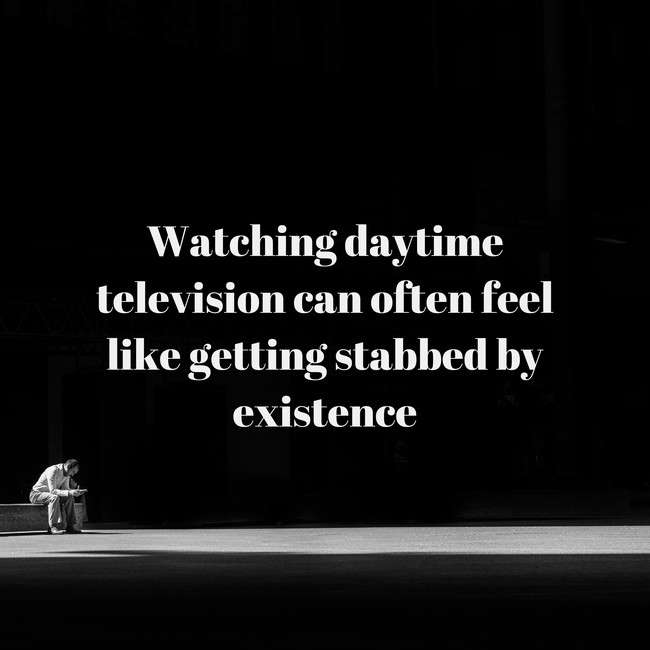 Watching daytime
television can often feel
like getting stabbed by
existence